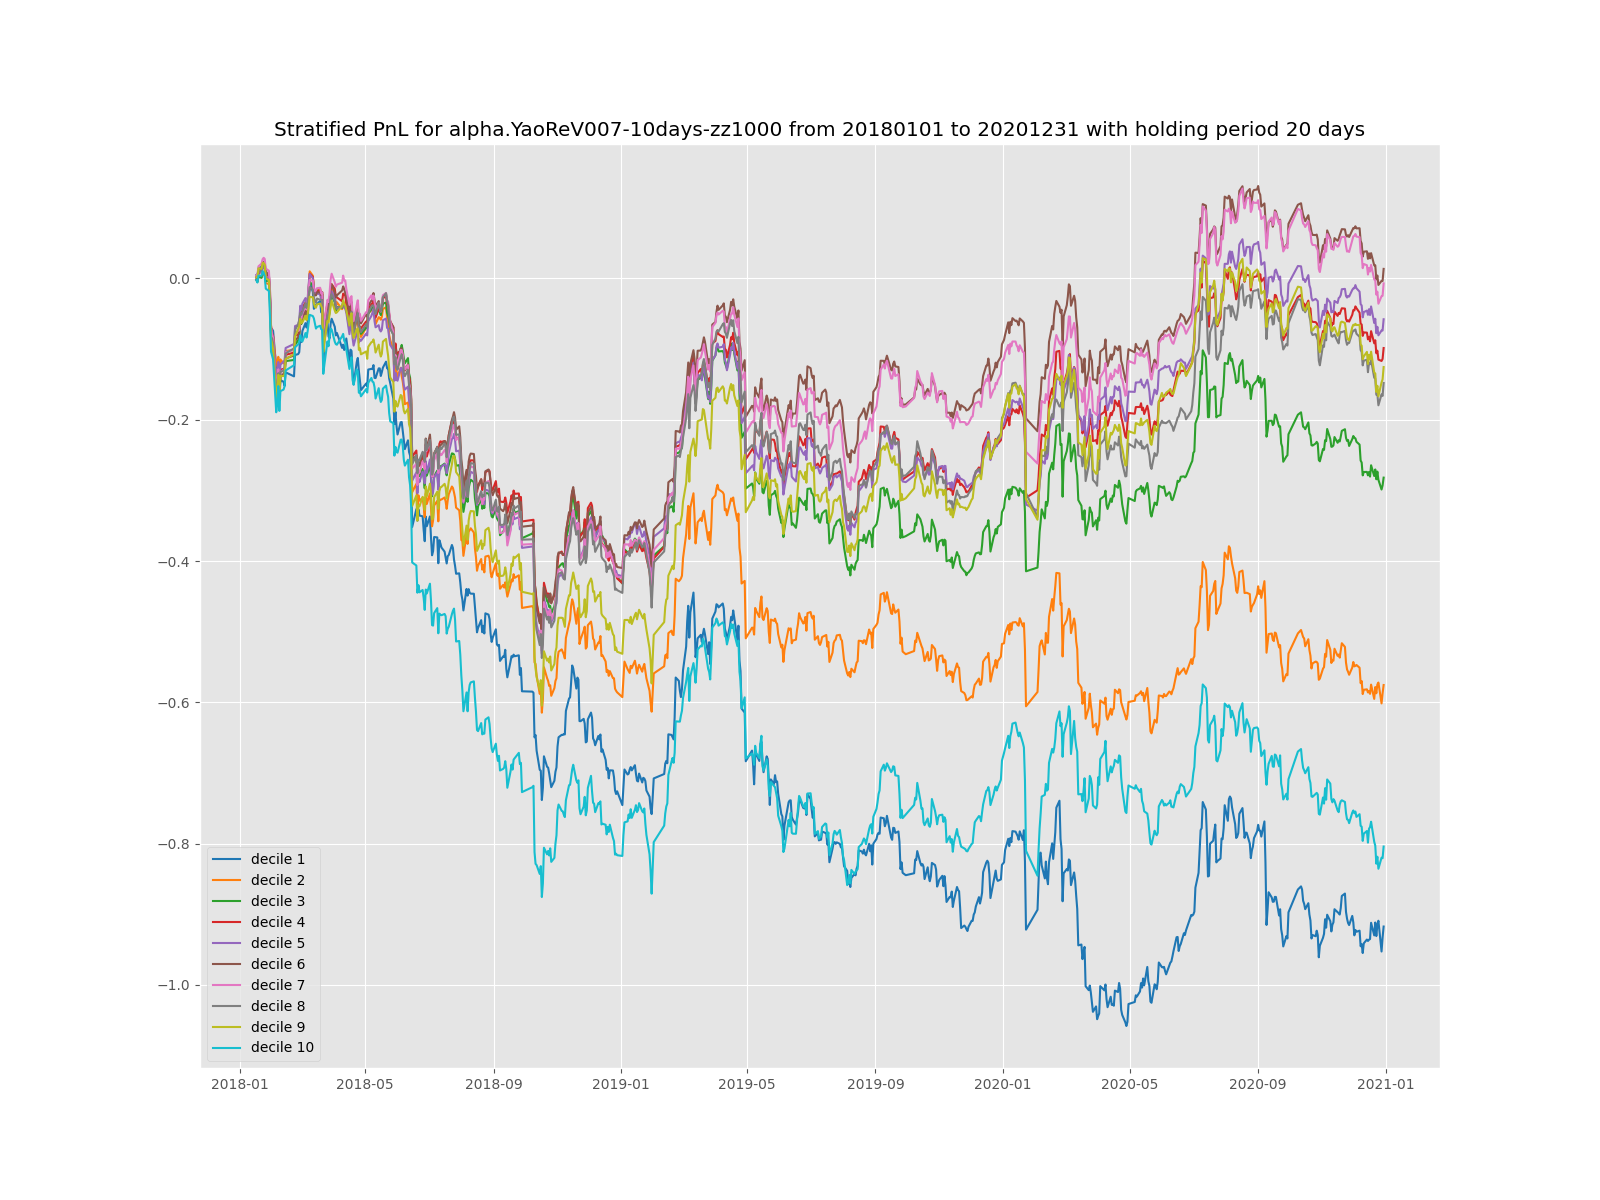 Stratified PnL for alpha.YaoReV007-10days-zz1000 from 20180101 to 20201231 with holding period 20 days
0.0
−0.2
−0.4
−0.6
−0.8
−1.0
decile 1
decile 2
decile 3
decile 4
decile 5
decile 6
decile 7
decile 8
decile 9
decile 10
2018-01 2018-05 2018-09 2019-01 2019-05 2019-09 2020-01 2020-05 2020-09 2021-01